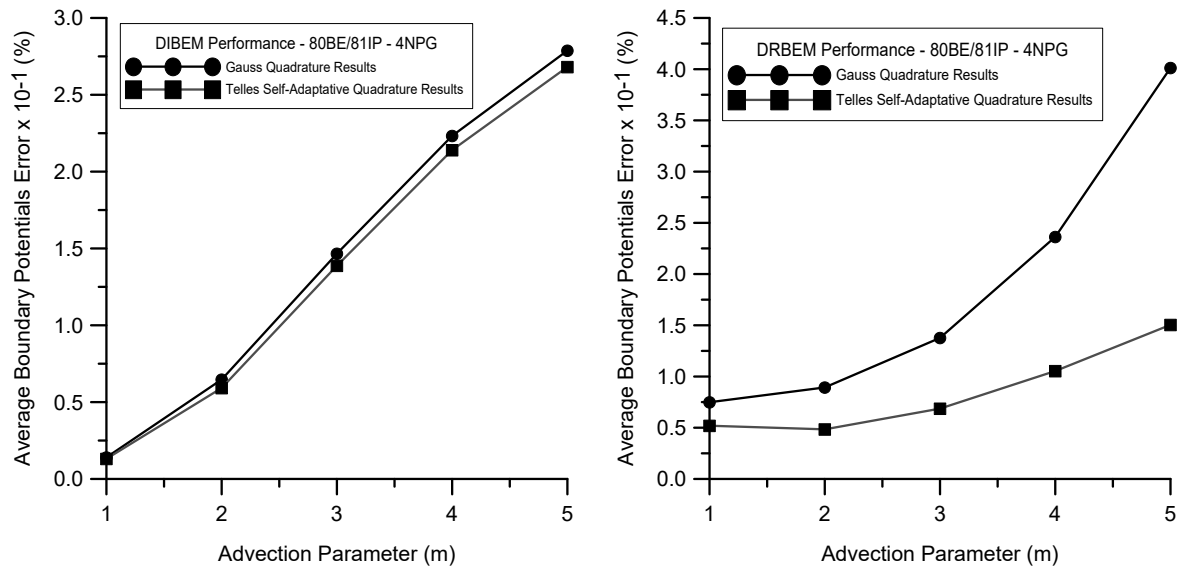 Average Boundary Potentials Error x 10-1 (%)
3.0
2.5
2.0
1.5
1.0
0.5
0.0
DIBEM Performance - 80BE/81IP - 4NPG
Gauss Quadrature Results
Telles Self-Adaptative Quadrature Results
1 2 3 4 5
Advection Parameter (m)
Average Boundary Potentials Error x 10-1 (%)
4.5
4.0
3.5
3.0
2.5
2.0
1.5
1.0
0.5
0.0
DRBEM Performance - 80BE/81IP - 4NPG
Gauss Quadrature Results
Telles Self-Adaptative Quadrature Results
1 2 3 4 5
Advection Parameter (m)